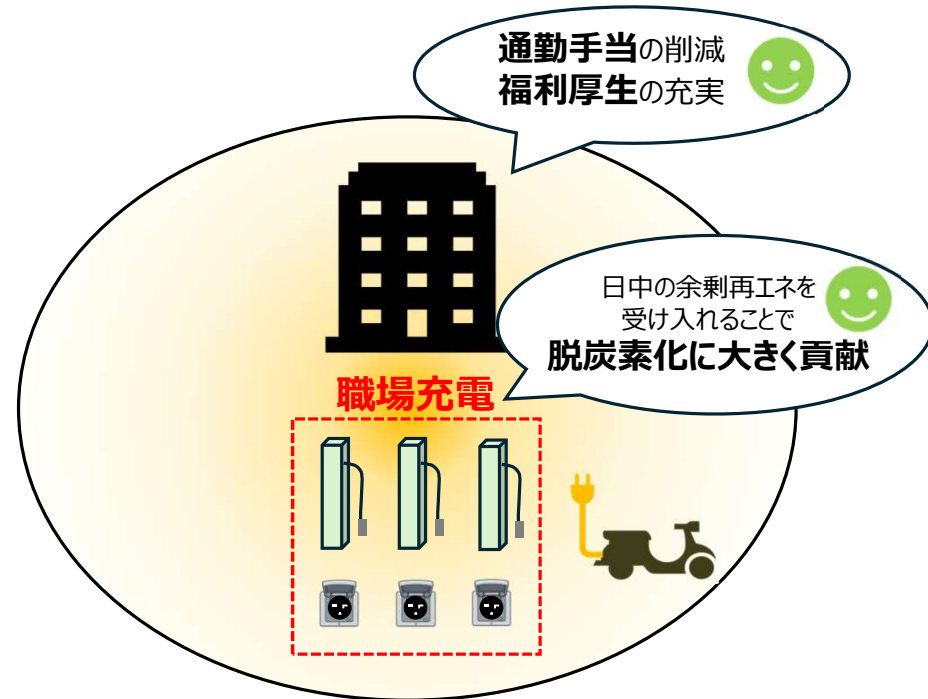 通勤手当の削減
福利厚生の充実
日中の余剰再エネを
受け入れることで
脱炭素化に大きく貢献
職場充電